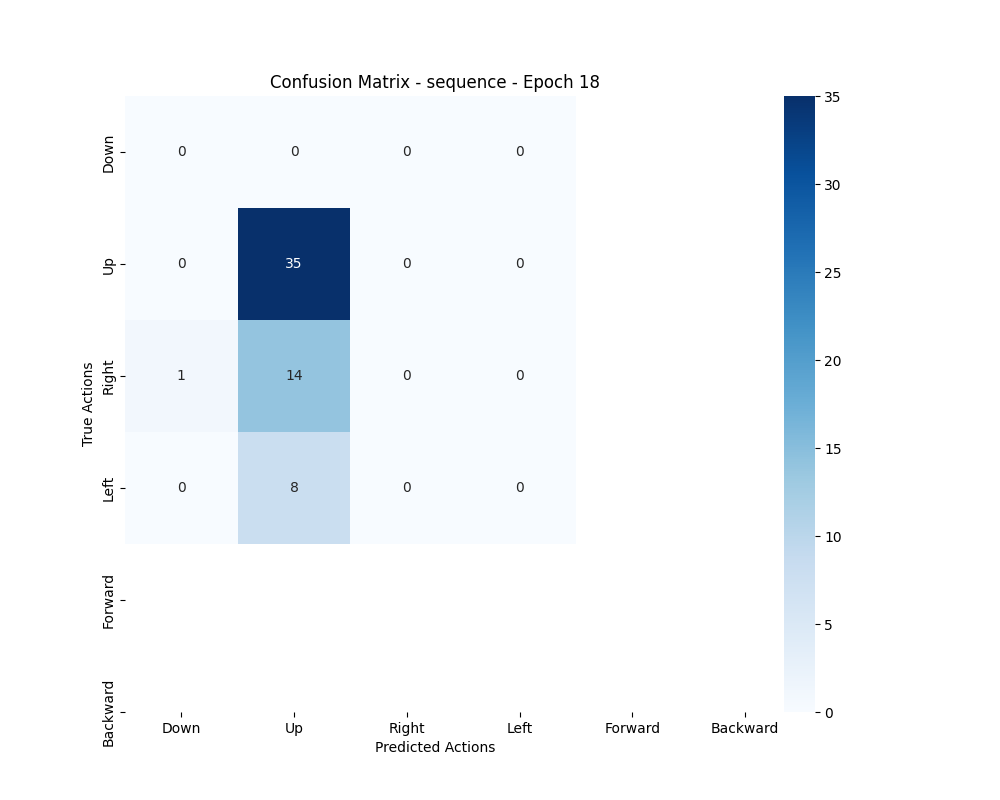 Confusion Matrix - sequence - Epoch 18
True Actions
Down
0 0 0 0
Up
0 35 0 0
Right
1 14 0 0
Left
0 8 0 0
Forward
Backward
Down Up Right Left Forward Backward
Predicted Actions
35
30
25
20
15
10
5
0